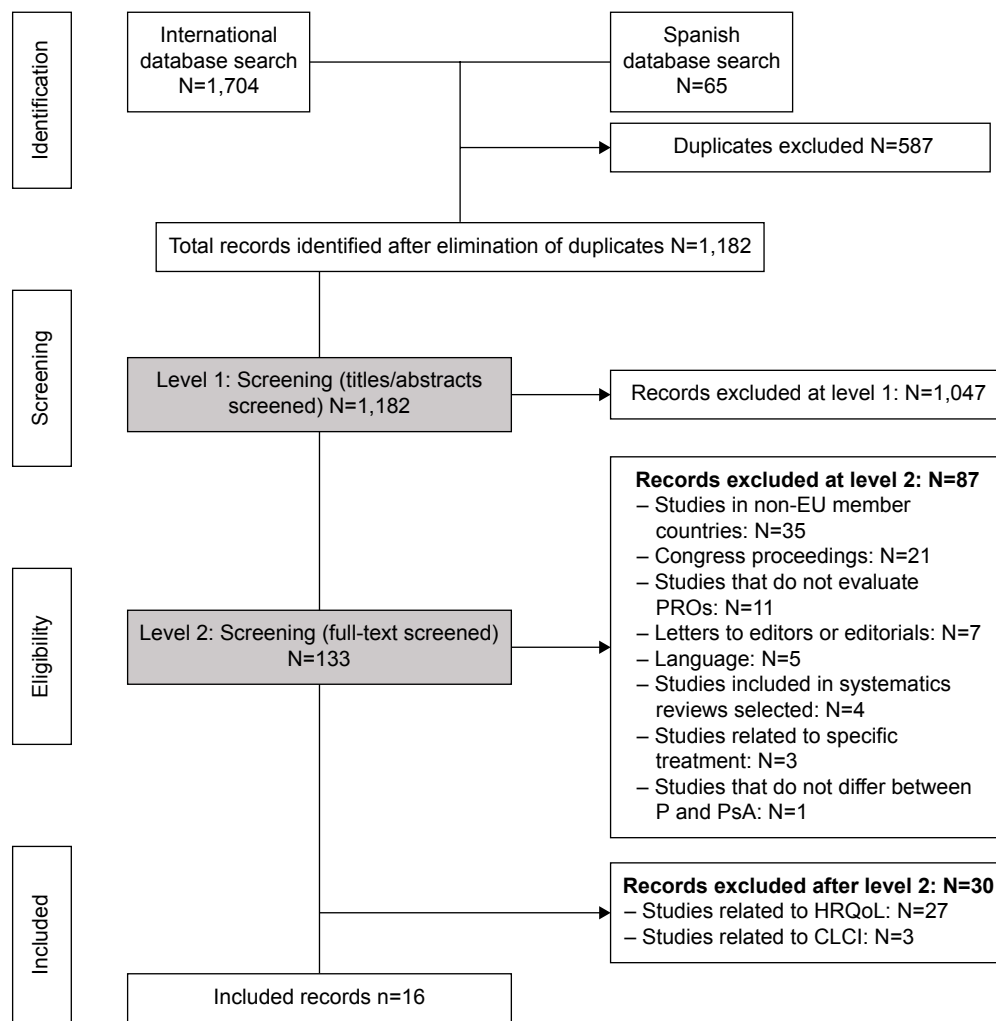 Identification
International
database search
N=1,704
Spanish
database search
N=65
Duplicates excluded N=587
Total records identified after elimination of duplicates N=1,182
Screening
Level 1: Screening (titles/abstracts
screened) N=1,182
Records excluded at level 1: N=1,047
Eligibility
Level 2: Screening (full-text screened)
N=133
Records excluded at level 2: N=87
– Studies in non-EU member
countries: N=35
– Congress proceedings: N=21
– Studies that do not evaluate
PROs: N=11
– Letters to editors or editorials: N=7
– Language: N=5
– Studies included in systematics
reviews selected: N=4
– Studies related to specific
treatment: N=3
– Studies that do not differ between
P and PsA: N=1
Included
Records excluded after level 2: N=30
– Studies related to HRQoL: N=27
– Studies related to CLCI: N=3
Included records n=16